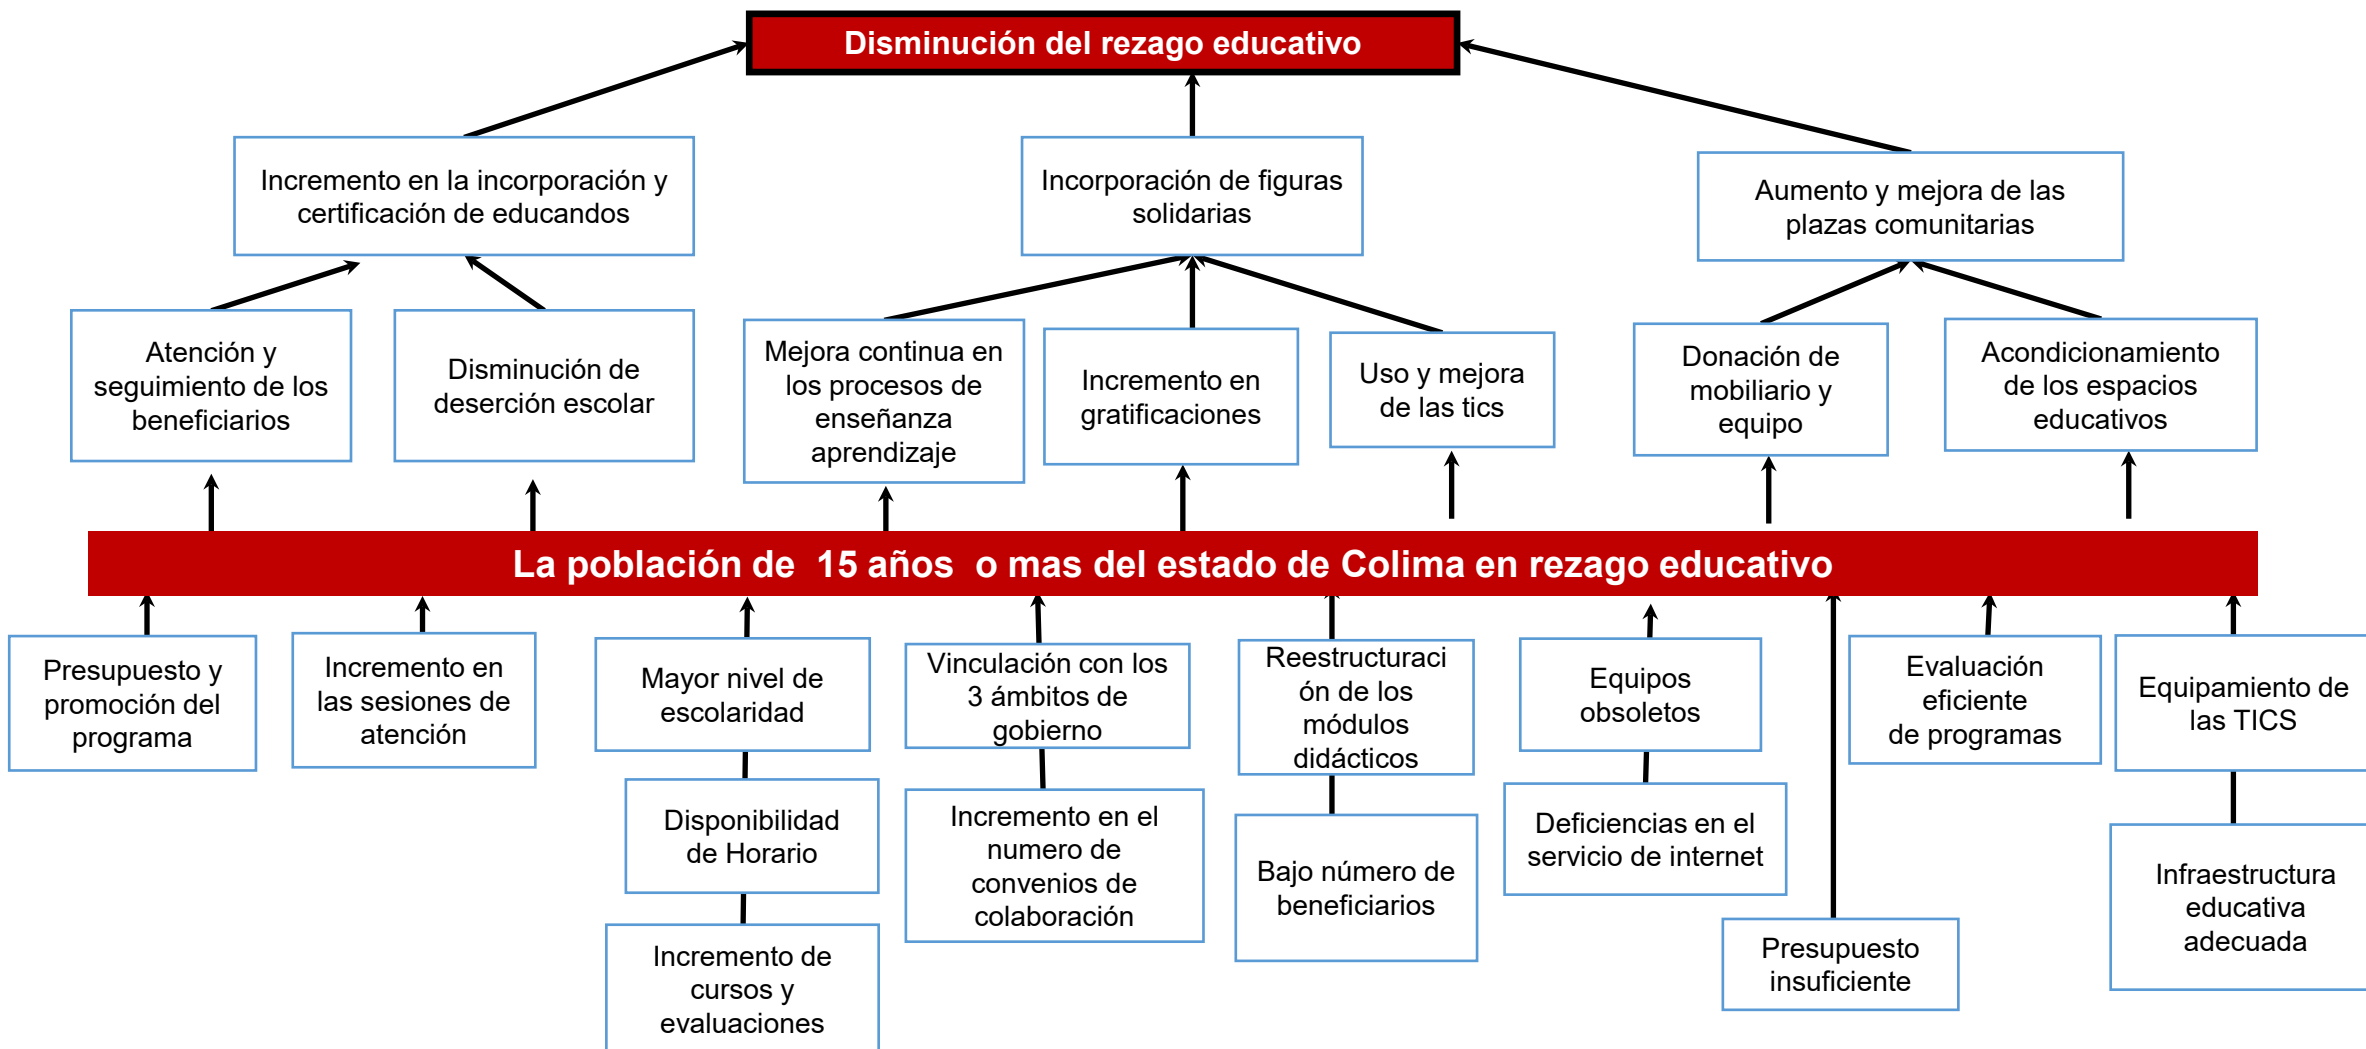 Disminución del rezago educativo
Incremento en la incorporación y
certificación de educandos
Incorporación de figuras
solidarias
Aumento y mejora de las
plazas comunitarias
Atención y
seguimiento de los
beneficiarios
Disminución de
deserción escolar
Mejora continua en
los procesos de
enseñanza
aprendizaje
Incremento en
gratificaciones
Uso y mejora
de las tics
Donación de
mobiliario y
equipo
Acondicionamiento
de los espacios
educativos
La población de  15 años  o mas del estado de Colima en rezago educativo
Presupuesto y
promoción del
programa
Incremento en
las sesiones de
atención
Mayor nivel de
escolaridad
Vinculación con los
3 ámbitos de
gobierno
Reestructuraci
ón de los
módulos
didácticos
Equipos
obsoletos
Evaluación
eficiente
de programas
Equipamiento de
las TICS
Disponibilidad
de Horario
Incremento en el
numero de
convenios de
colaboración
Bajo número de
beneficiarios
Deficiencias en el
servicio de internet
Presupuesto
insuficiente
Infraestructura
educativa
adecuada
Incremento de
cursos y
evaluaciones